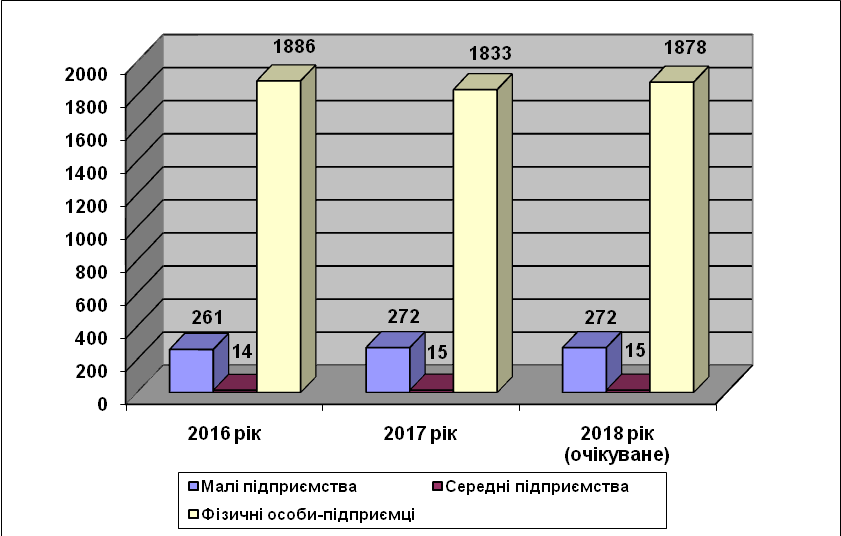 1886
1833
1878
2000
1800
1600
1400
1200
1000
800
600
400
200
0
261
14
272
15
272
15
2016 рік
2017 рік
2018 рік
(очікуване)
Малі підприємства
Середні підприємства
Фізичні особи-підприємці